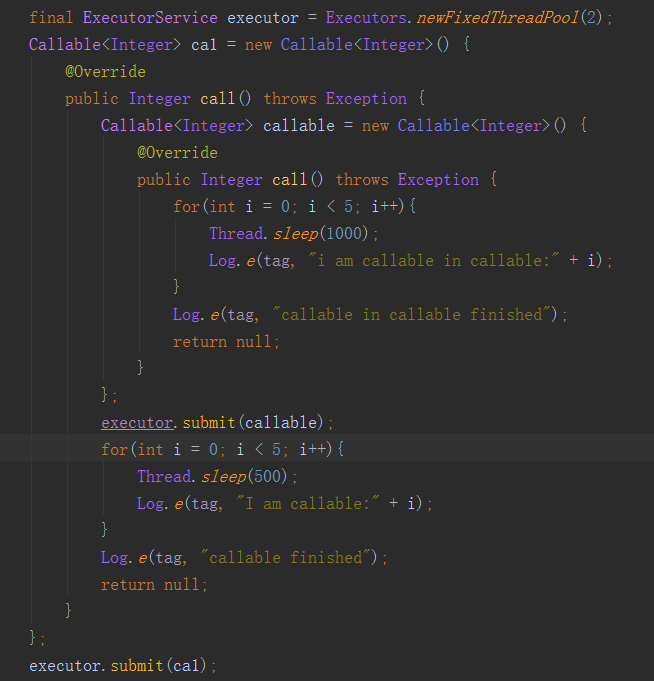 final ExecutorService executor = Executors.newFixedThreadPool(2);
Callable<Integer> cal = new Callable<Integer>() {
@Override
public Integer call() throws Exception {
Callable<Integer> callable = new Callable<Integer>() {
@Override
public Integer call() throws Exception {
for(int i = 0; i < 5; i++){
Thread.sleep(1000);
Log.e(tag, "i am callable in callable:" + i);
}
Log.e(tag, "callable in callable finished");
return null;
}
};
executor.submit(callable);
for(int i = 0; i < 5; i++){
Thread.sleep(500);
Log.e(tag, "I am callable:" + i);
}
Log.e(tag, "callable finished");
return null;
}
};
executor.submit(cal);